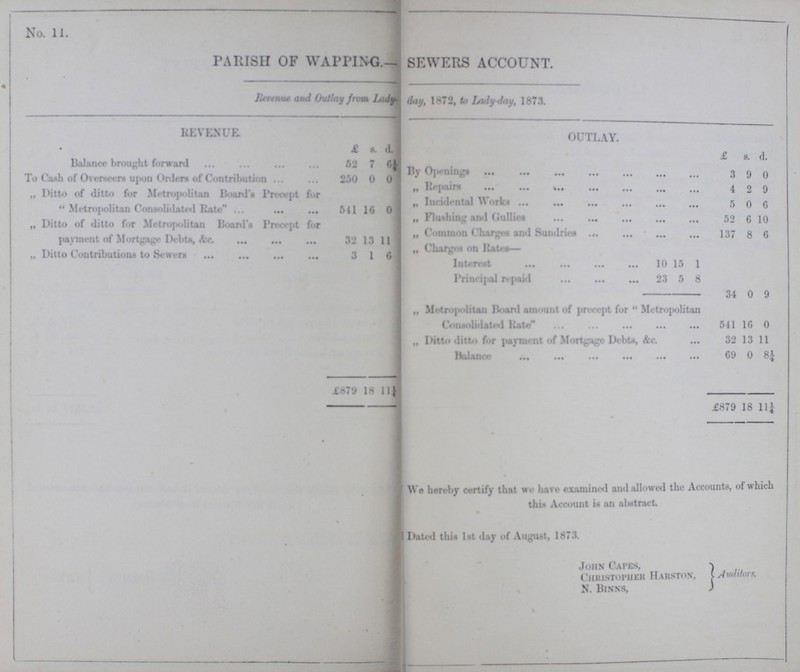 No. 11.
PARISH OF WAPPING.— SEWERS ACCOUNT.
Revenue and Outlay from Lady-day, 1872, to Lady-day, 1873.
REVENUE
£ s. d.
Balance brought forward ... ... ... ... 52 7 6¼
To Cash of Overseers upon Orders of Contribution ... ... 250 0 0
„ Ditto of ditto for Metropolitan Board's Precept for
" Metropolitan Consolidated Rate" ... ... ... 541 16 0
„ Ditto of ditto for Metropolitan Board's Precept for
payment of Mortgage Debts, &c. ... ... ... 32 13 11
„ Ditto Contributions to Sewers ... ... ... ... 3 1 6
£879 18 11¼
OUTLAY.
£ s. d.
By Openings ... ... ... ... ... ... ... 3 9 0
„ Repairs ... ... ... ... ... ... ... 4 2 9
„ Incidental Works ... ... ... ... ... ... 5 0 6
„ Flushing and Gullies ... ... ... ... ... 52 6 10
„ Common Charges and Sundries ... ... ... ... 137 8 6
„ Charges on Rates—
Interest ... ... ... ... 10 15 1
Principal repaid ... ... ... 23 5 8
34 0 9
„ Metropolitan Board amount of precept for " Metropolitan
Consolidated Rate" ... ... ... ... ... 541 16 0
„ Ditto ditto for payment of Mortgage Debts, &c. ... 32 13 11
Balance ... ... ... ... ... ... 69 0 8¼
£879 18 11¼
We hereby certify that we have examined and allowed the Accounts, of which
this Account is an abstract.
Dated this 1st day of August, 1873.
John Capes,
Christopher Harston, } Auditors.
N. Binns,